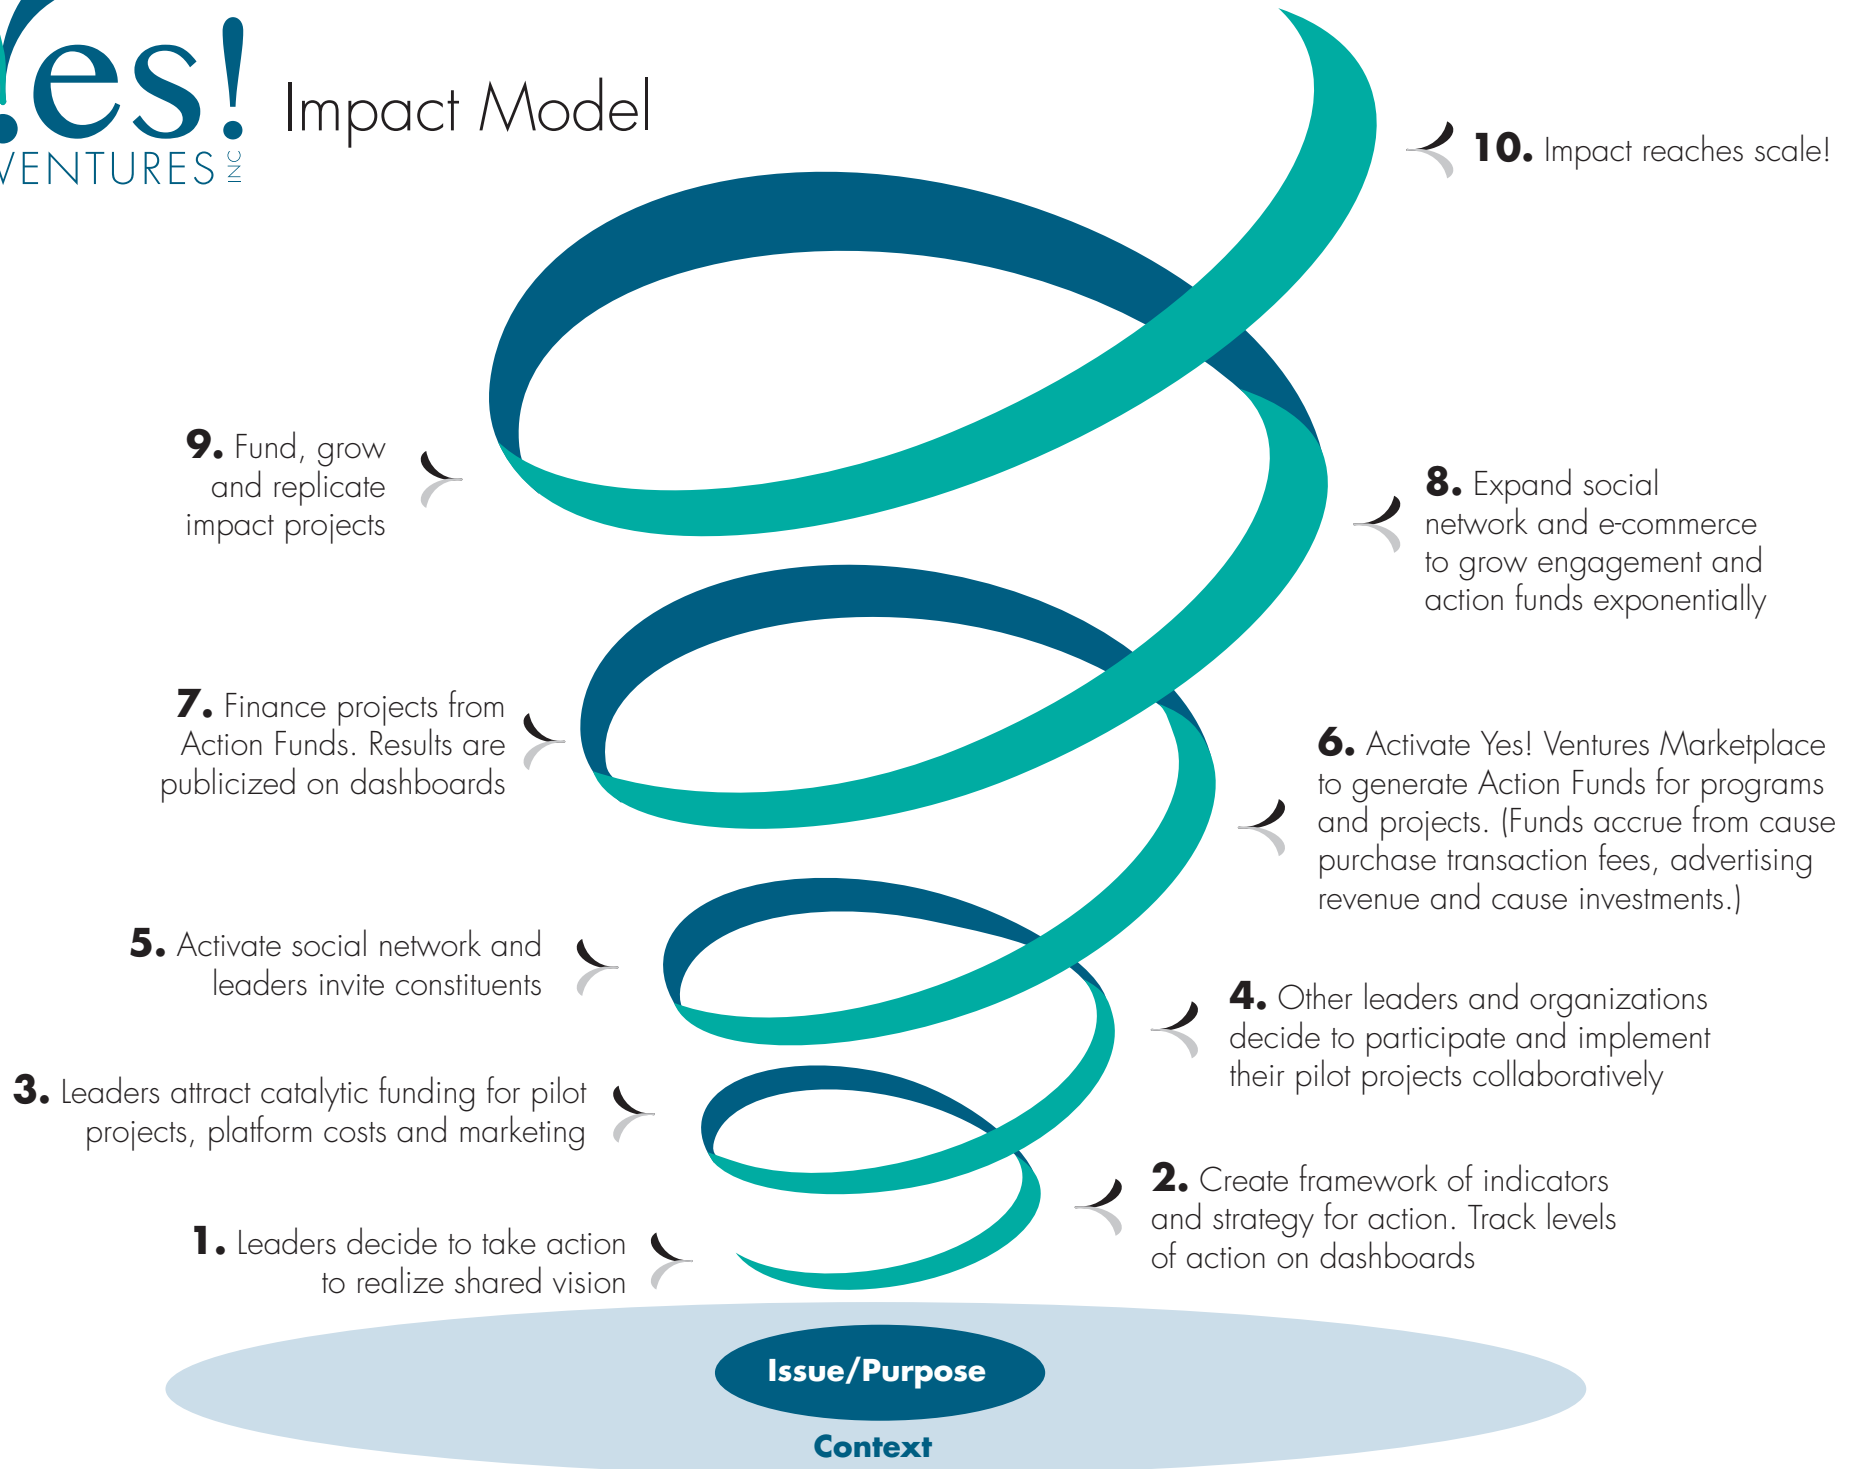 Yes!
VENTURES INC
Impact Model
10. Impact reaches scale!
9. Fund, grow
and replicate
impact projects
8. Expand social
network and e-commerce
to grow engagement and
action funds exponentially
7. Finance projects from
Action Funds. Results are
publicized on dashboards
6. Activate Yes! Ventures Marketplace
to generate Action Funds for programs
and projects. (Funds accrue from cause
purchase transaction fees, advertising
revenue and cause investments.)
5. Activate social network and
leaders invite constituents
4. Other leaders and organizations
decide to participate and implement
their pilot projects collaboratively
3. Leaders attract catalytic funding for pilot
projects, platform costs and marketing
2. Create framework of indicators
and strategy for action. Track levels
of action on dashboards
1. Leaders decide to take action
to realize shared vision
Issue/Purpose
Context